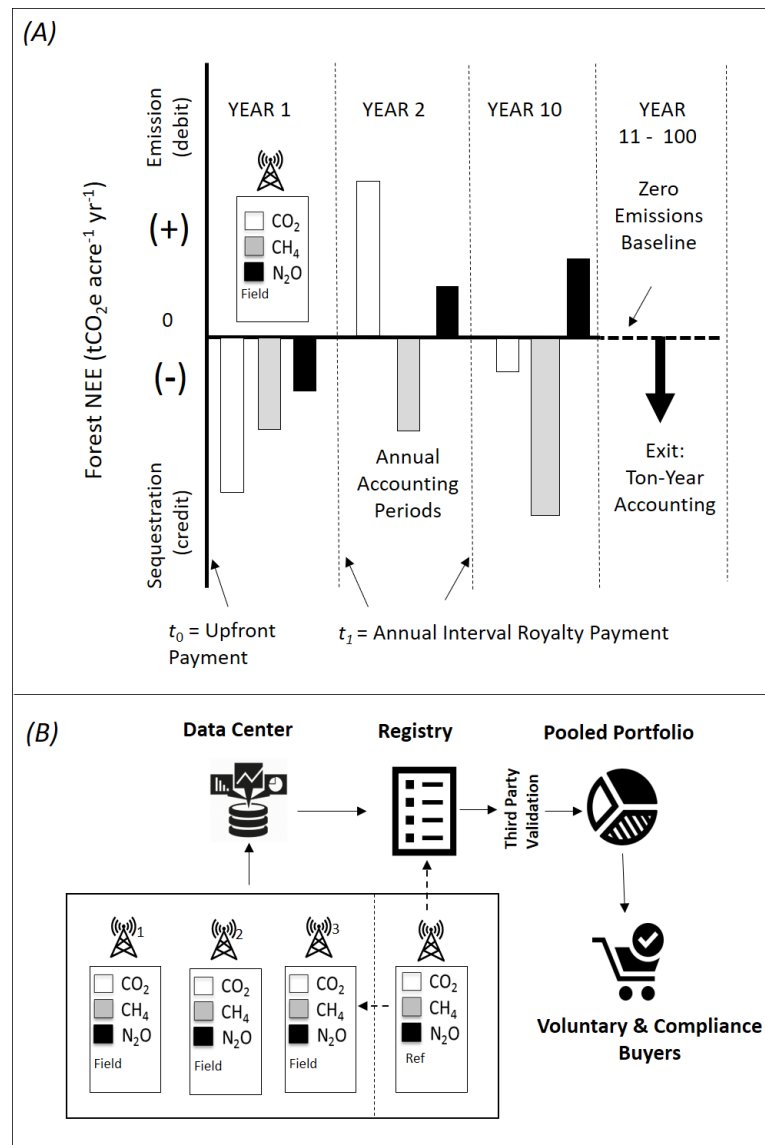 (A)
Emission
(debit)
(+)
0
(-)
Sequestration
(credit)
Forest NEE (tCO₂e acre⁻¹ yr⁻¹)
YEAR 1
YEAR 2
YEAR 10
YEAR
11 - 100
CO₂
CH₄
N₂O
Field
Zero
Emissions
Baseline
Annual
Accounting
Periods
Exit:
Ton-Year
Accounting
t₀ = Upfront
Payment
t₁ = Annual Interval Royalty Payment
(B)
Data Center
Registry
Pooled Portfolio
Third Party
Validation
1
2
3
CO₂
CH₄
N₂O
Field
CO₂
CH₄
N₂O
Field
CO₂
CH₄
N₂O
Field
CO₂
CH₄
N₂O
Ref
Voluntary & Compliance
Buyers